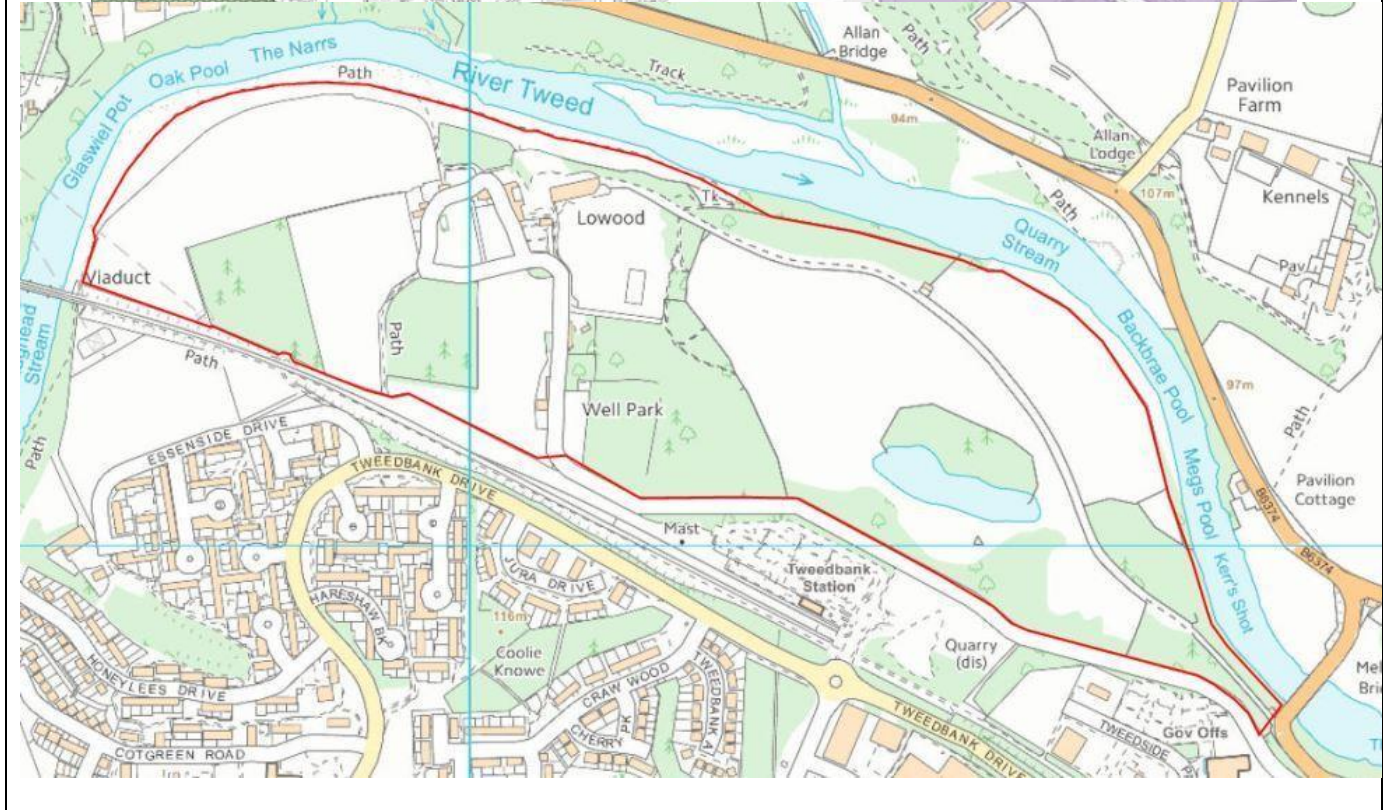 Allan
Bridge
Path
The Narrs
Oak Pool
Path
River Tweed
Track
Pavilion
Farm
94m
Allan
Lodge
Glaswiel Pot
107m
Kennels
Tk
Path
Lowood
Quarry
Stream
Pav
Viaduct
Stream
Path
Path
Backbrae Pool
97m
Path
Path
Well Park
ESSENSIDE DRIVE
TWEEDBANK DRIVE
Megs Pool
Pavilion
Cottage
B6374
Mast
B6374
Tweedbank
Station
JURA DRIVE
Kerr's Shot
HARESHAW BK
116m
Coolie
Knowe
Quarry
(dis)
HONEYLEES DRIVE
CRAW WOOD
TWEEDBANK A
CHERRY PK
TWEEDBANK DRIVE
TWEEDSIDE
Gov Offs
COTGREEN ROAD